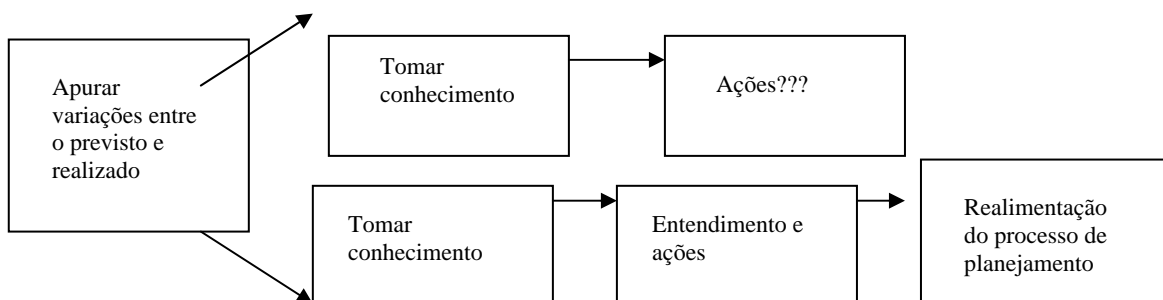 Apurar
variações entre
o previsto e
realizado
Tomar
conhecimento
Ações???
Tomar
conhecimento
Entendimento e
ações
Realimentação
do processo de
planejamento